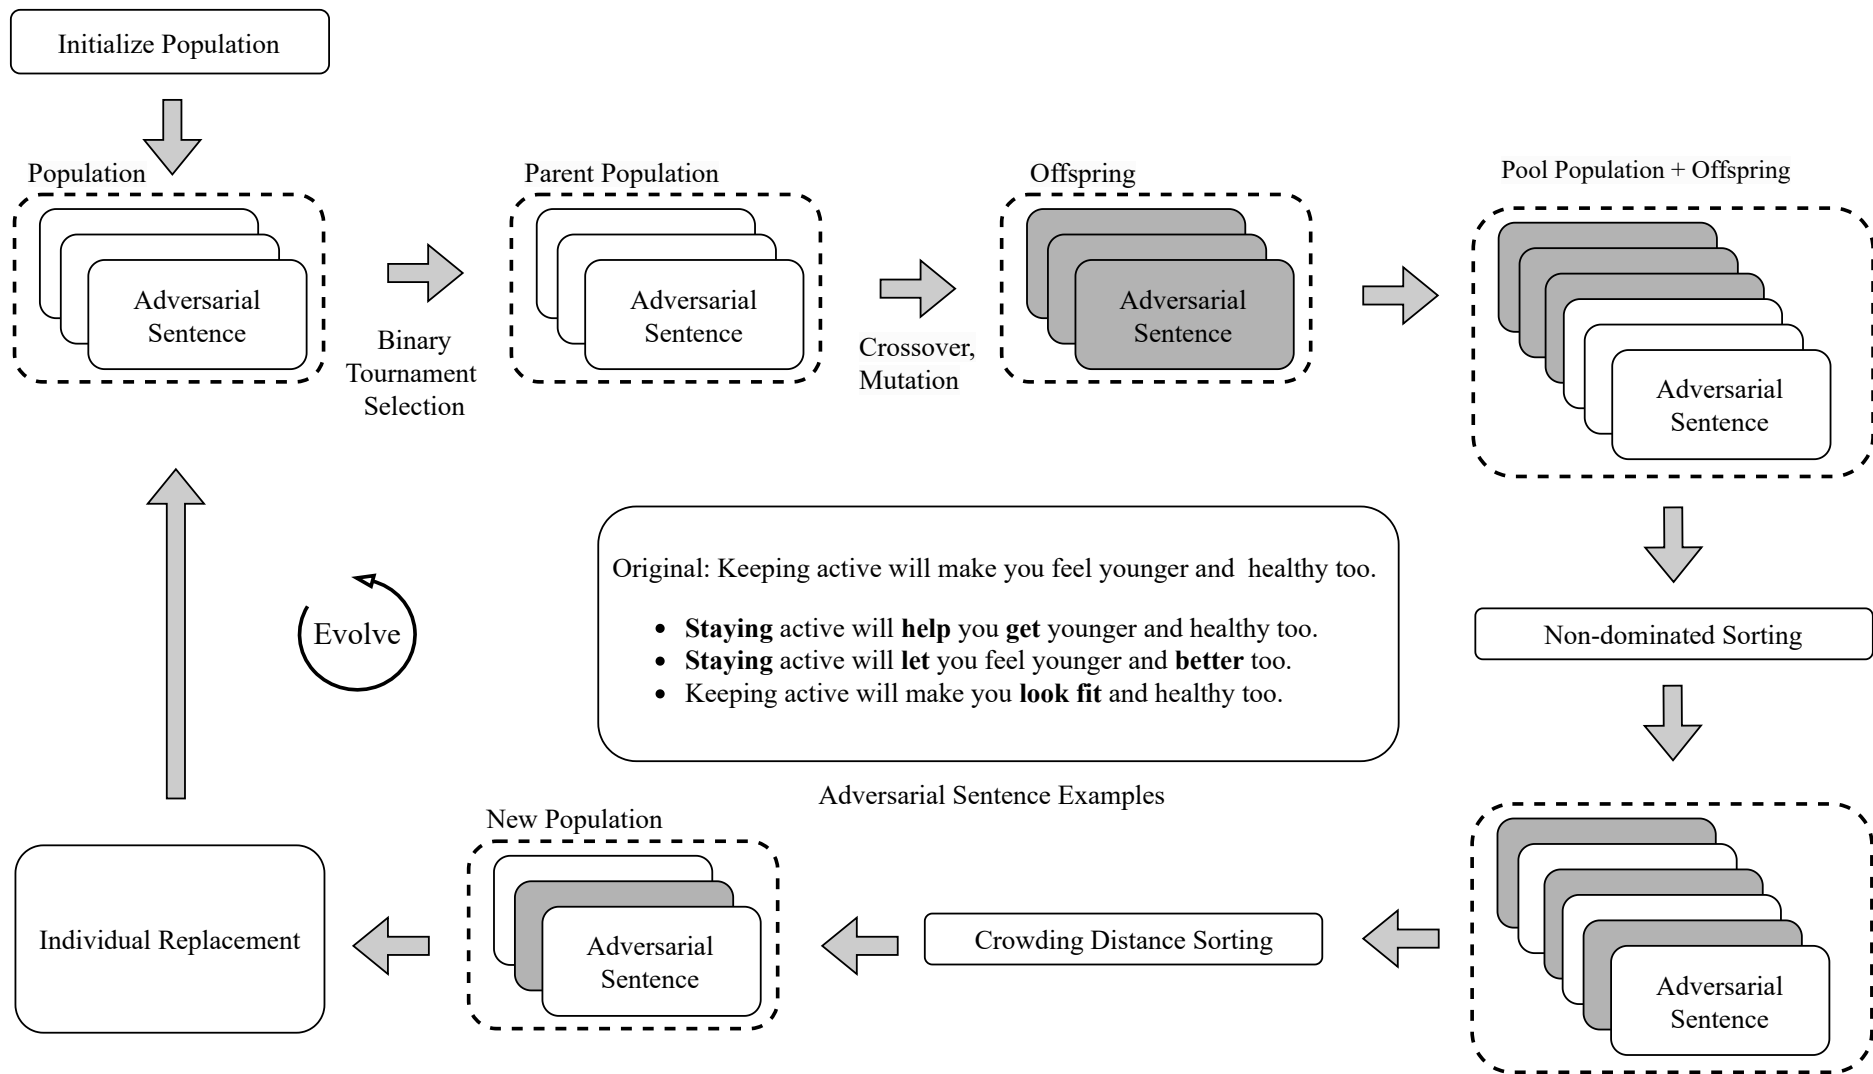 Initialize Population
Population
Adversarial
Sentence
Binary
Tournament
Selection
Parent Population
Adversarial
Sentence
Crossover,
Mutation
Offspring
Adversarial
Sentence
Pool Population + Offspring
Adversarial
Sentence
Evolve
Original: Keeping active will make you feel younger and healthy too.
• Staying active will help you get younger and healthy too.
• Staying active will let you feel younger and better too.
• Keeping active will make you look fit and healthy too.
Adversarial Sentence Examples
Non-dominated Sorting
Adversarial
Sentence
Crowding Distance Sorting
New Population
Adversarial
Sentence
Individual Replacement